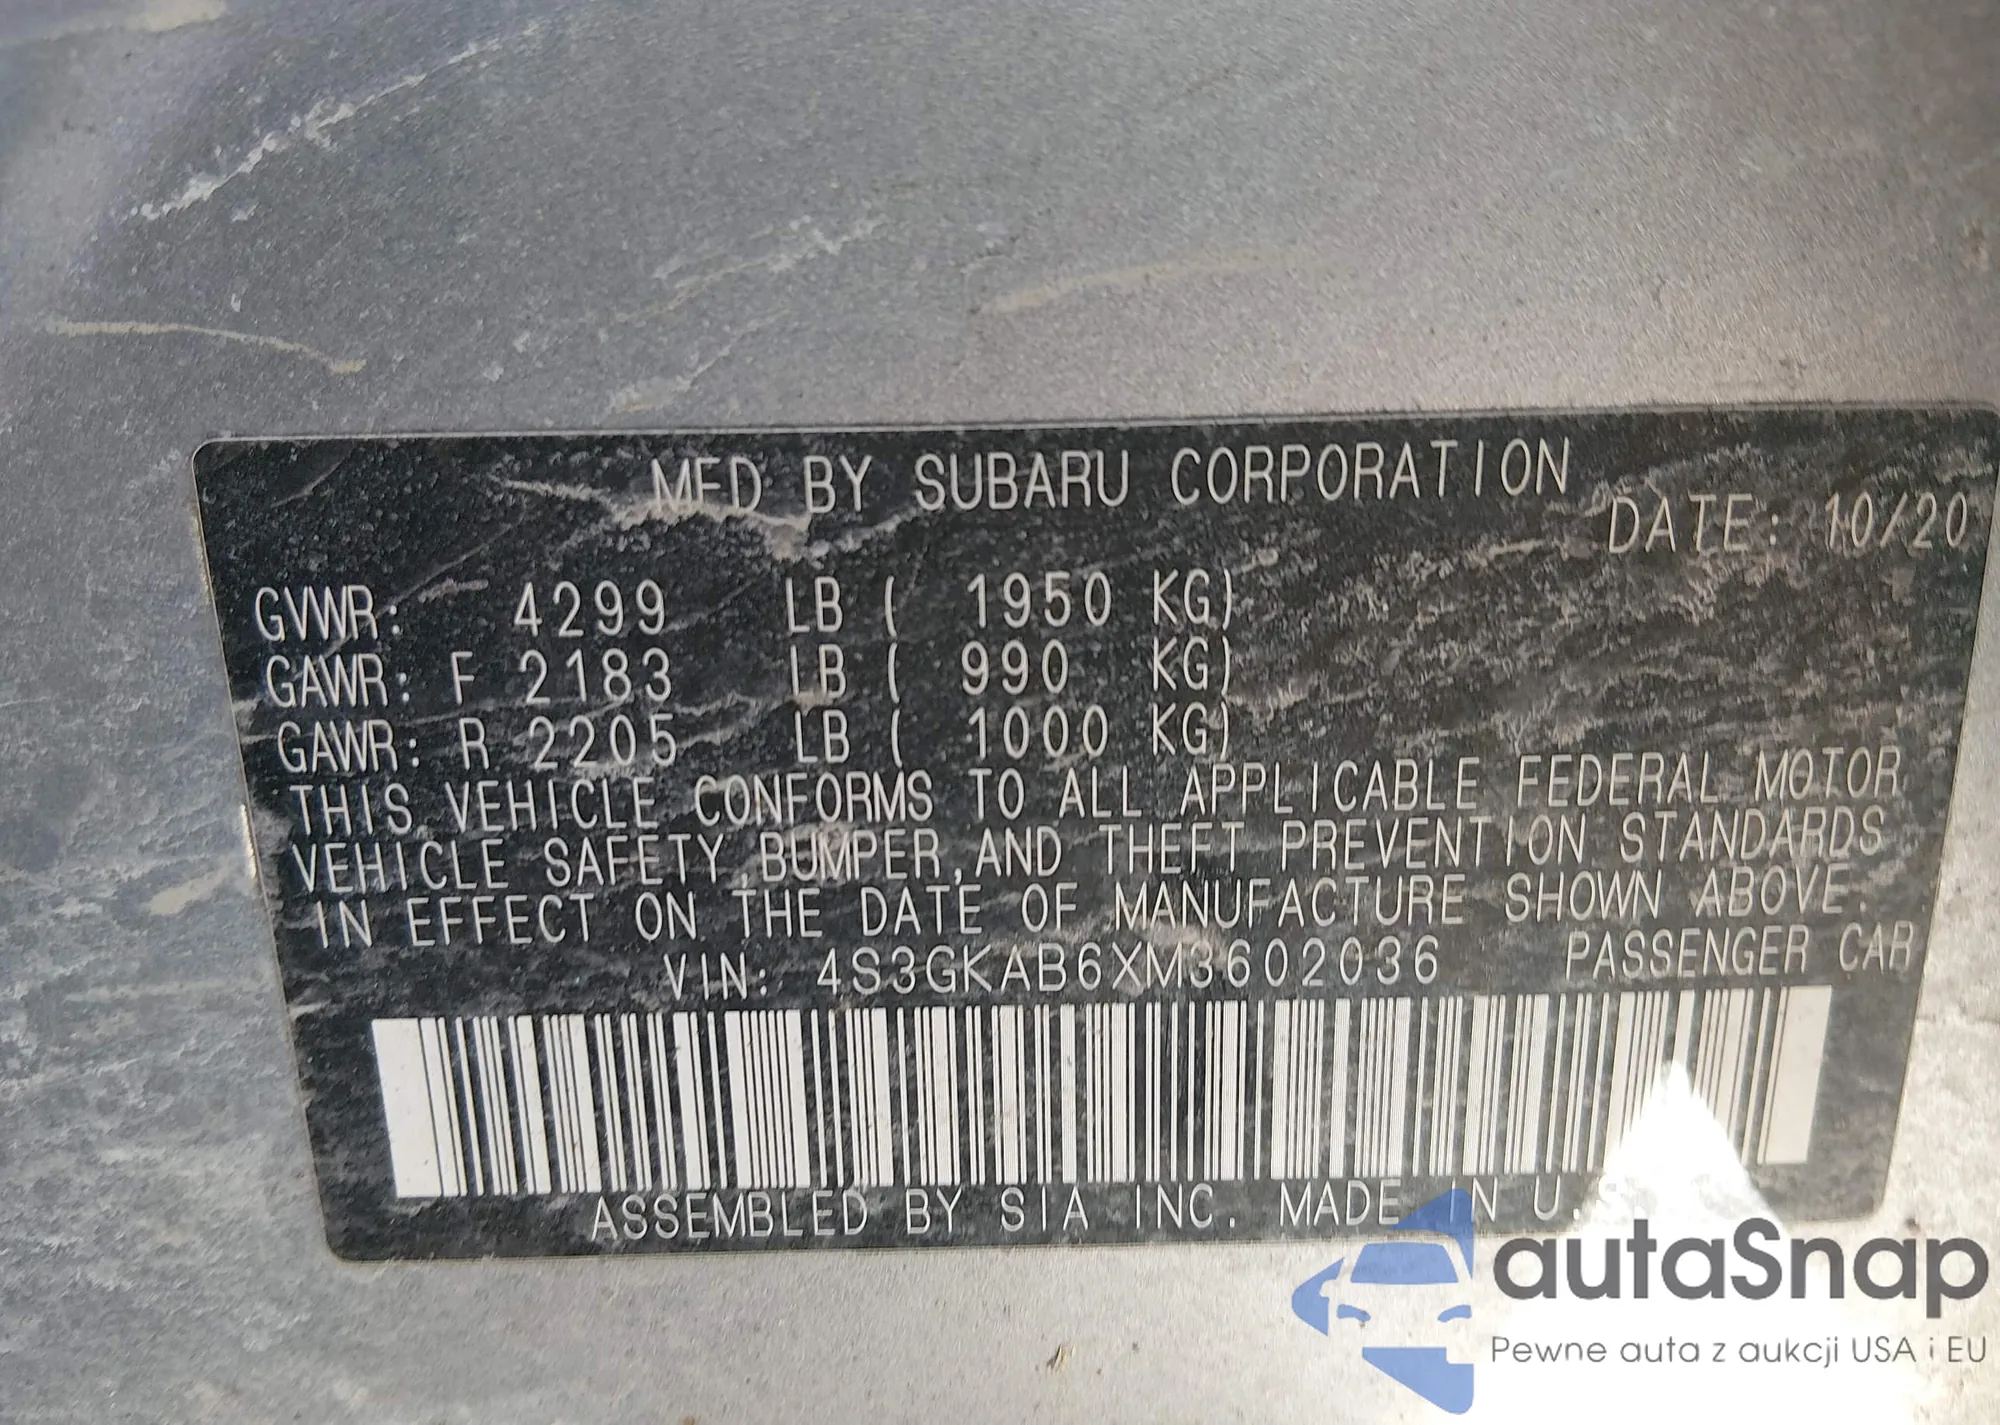 MFD BY SUBARU CORPORATION
DATE: 10/20
GVWR: 4299 LB ( 1950 KG)
GAWR: F 2183 LB ( 990 KG)
GAWR: R 2205 LB ( 1000 KG)
THIS VEHICLE CONFORMS TO ALL APPLICABLE FEDERAL MOTOR
VEHICLE SAFETY,BUMPER,AND THEFT PREVENTION STANDARDS
IN EFFECT ON THE DATE OF MANUFACTURE SHOWN ABOVE.
VIN: 4S3GKAB6XM3602036 PASSENGER CAR
ASSEMBLED BY SIA INC. MADE IN U.S
autaSnap
Pewne auta z aukcji USA i EU